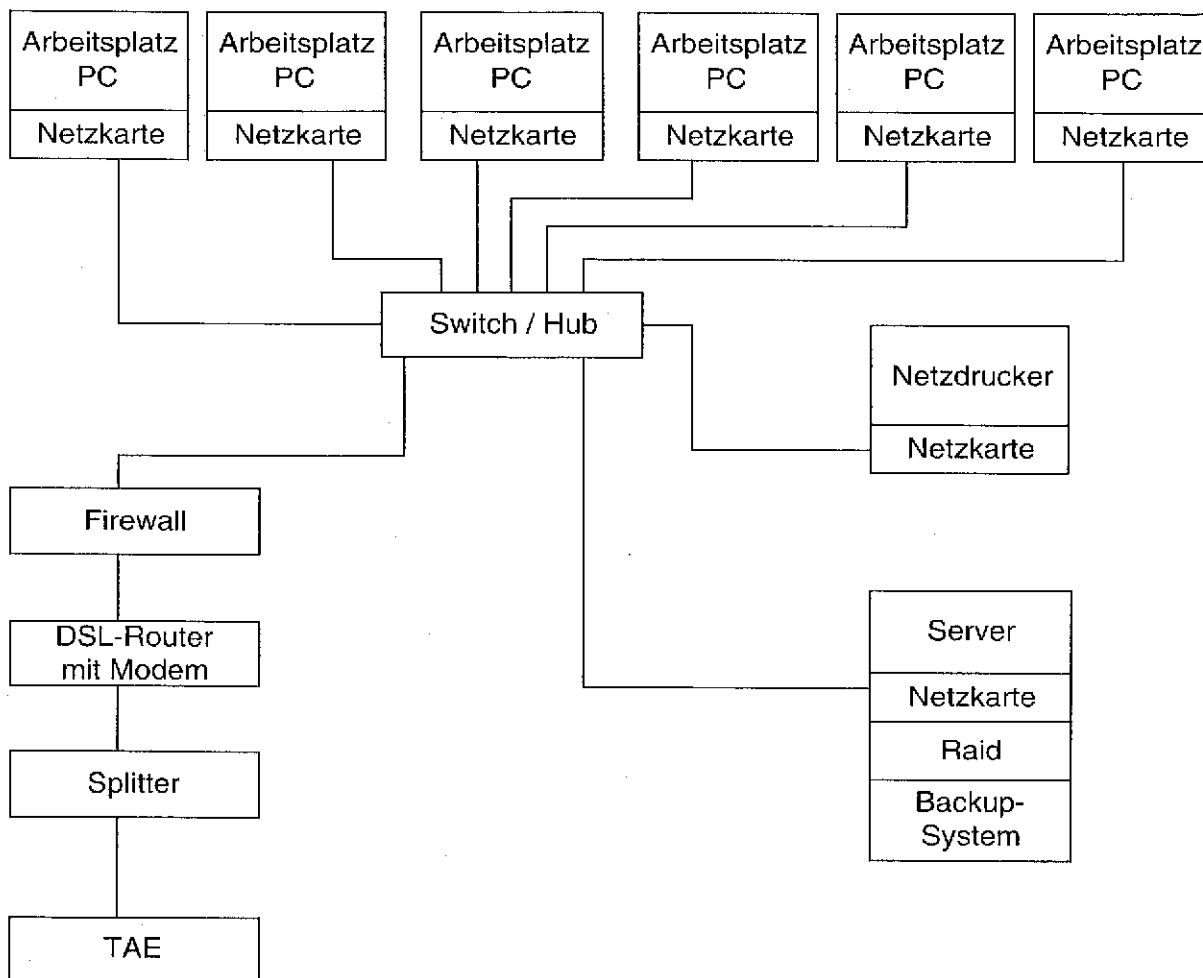 Arbeitsplatz
PC
Netzkarte
Arbeitsplatz
PC
Netzkarte
Arbeitsplatz
PC
Netzkarte
Arbeitsplatz
PC
Netzkarte
Arbeitsplatz
PC
Netzkarte
Arbeitsplatz
PC
Netzkarte
Switch / Hub
Netzdrucker
Netzkarte
Firewall
DSL-Router
mit Modem
Splitter
TAE
Server
Netzkarte
Raid
Backup-
System